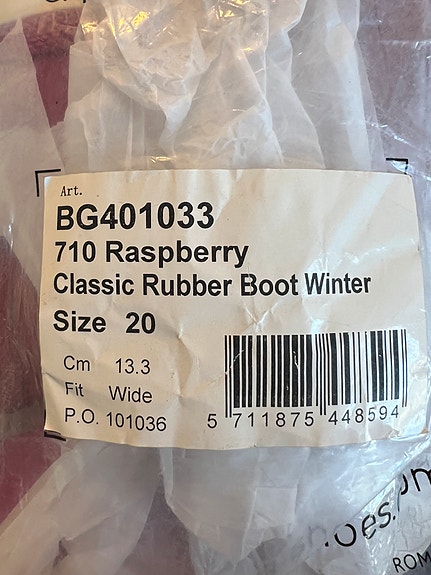 Art.
BG401033
710 Raspberry
Classic Rubber Boot Winter
Size 20
Cm 13.3
Fit Wide
P.O. 101036
5 711875 448594